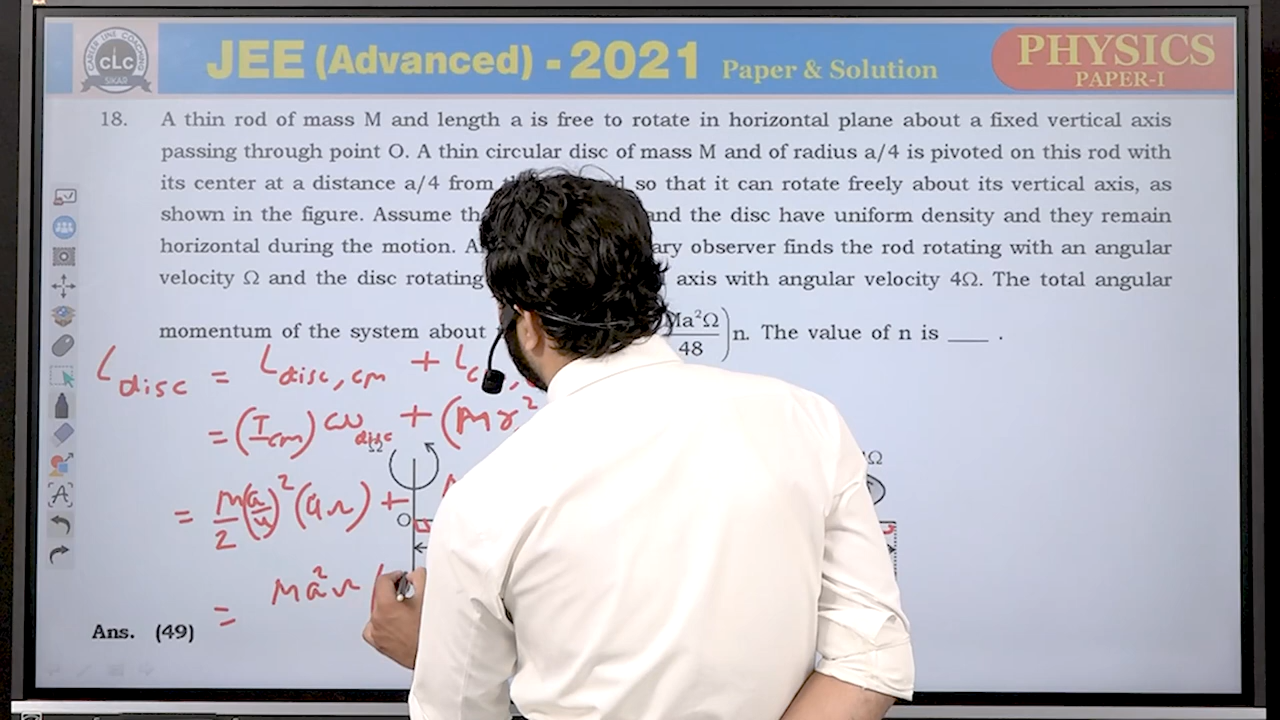 CAREER LINE COACHING
cLc
SIKAR
JEE (Advanced) - 2021 Paper & Solution
PHYSICS
PAPER-I
18. A thin rod of mass M and length a is free to rotate in horizontal plane about a fixed vertical axis
passing through point O. A thin circular disc of mass M and of radius a/4 is pivoted on this rod with
its center at a distance a/4 from so that it can rotate freely about its vertical axis, as
shown in the figure. Assume and the disc have uniform density and they remain
horizontal during the motion. observer finds the rod rotating with an angular
velocity Ω and the disc rotating axis with angular velocity 4Ω. The total angular
momentum of the system about Ma²Ω/48)n. The value of n is ____ .
L disc = L disc, cm + L
= (I cm) ω disc + (Mr²
Ω
= M/2 (a/4)² (4Ω) +
O
Ω
= Ma²Ω
Ans. (49)